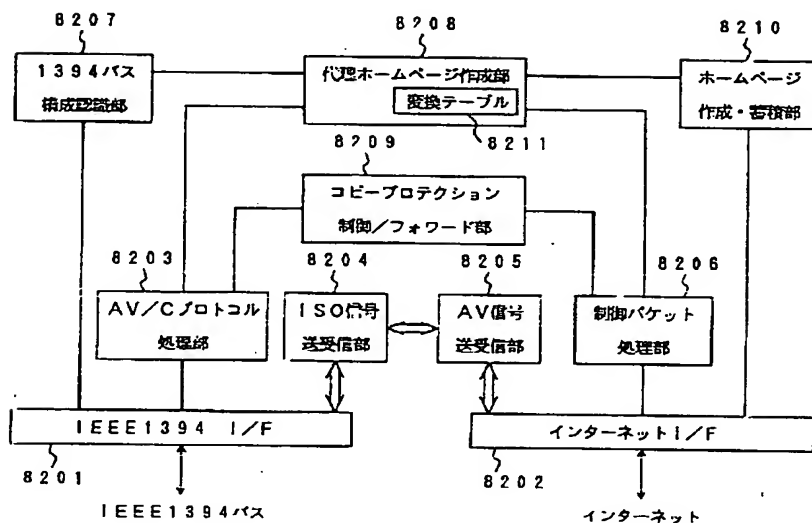 8207
8208
8210
1394バス
構成認識部
代理ホームページ作成部
変換テーブル
8211
ホームページ
作成・蓄積部
8209
コピープロテクション
制御/フォワード部
8203
8204
8205
8206
AV/Cプロトコル
処理部
ISO信号
送受信部
AV信号
送受信部
制御パケット
処理部
IEEE1394 I/F
インターネットI/F
8201
8202
IEEE1394バス
インターネット